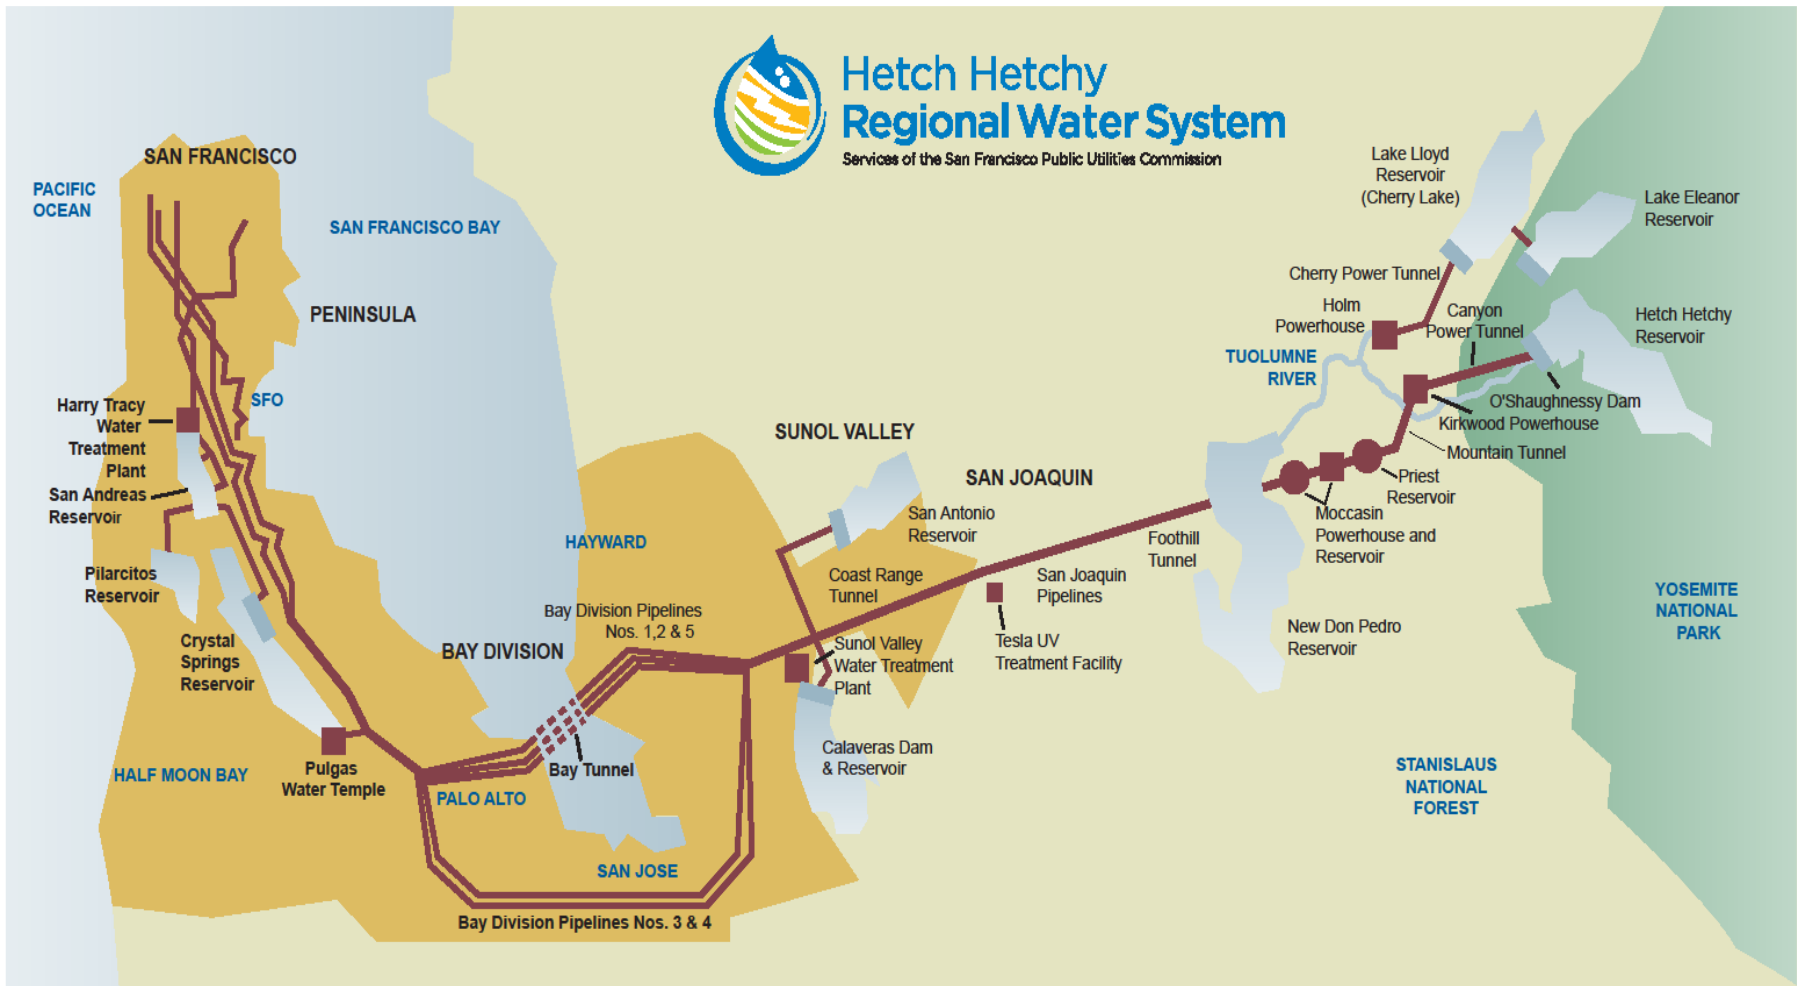 Hetch Hetchy
Regional Water System
Services of the San Francisco Public Utilities Commission
SAN FRANCISCO
PACIFIC
OCEAN
SAN FRANCISCO BAY
PENINSULA
SFO
Harry Tracy
Water
Treatment
Plant
San Andreas
Reservoir
Pilarcitos
Reservoir
Crystal
Springs
Reservoir
HALF MOON BAY
Pulgas
Water Temple
PALO ALTO
BAY DIVISION
HAYWARD
Bay Division Pipelines
Nos. 1,2 & 5
Bay Tunnel
SAN JOSE
Bay Division Pipelines Nos. 3 & 4
SUNOL VALLEY
San Antonio
Reservoir
Coast Range
Tunnel
Sunol Valley
Water Treatment
Plant
Calaveras Dam
& Reservoir
SAN JOAQUIN
San Joaquin
Pipelines
Tesla UV
Treatment Facility
Foothill
Tunnel
New Don Pedro
Reservoir
Moccasin
Powerhouse and
Reservoir
Priest
Reservoir
Mountain Tunnel
Kirkwood Powerhouse
O'Shaughnessy Dam
Canyon
Power Tunnel
TUOLUMNE
RIVER
Holm
Powerhouse
Cherry Power Tunnel
Lake Lloyd
Reservoir
(Cherry Lake)
Lake Eleanor
Reservoir
Hetch Hetchy
Reservoir
YOSEMITE
NATIONAL
PARK
STANISLAUS
NATIONAL
FOREST